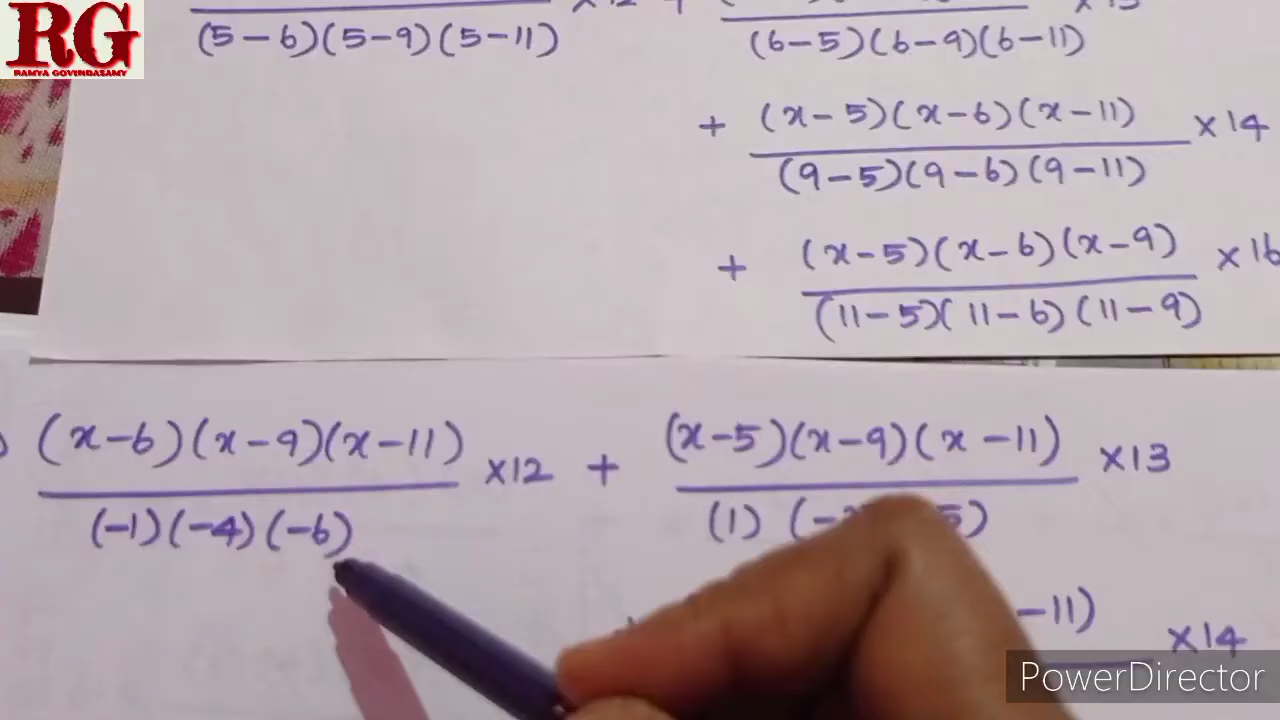 RG
RAMYA GOVINDASAMY
(5-6)(5-9)(5-11)
(6-5)(6-9)(6-11)
+ (x-5)(x-6)(x-11) ×14
(9-5)(9-6)(9-11)
+ (x-5)(x-6)(x-9) ×16
(11-5)(11-6)(11-9)
(x-6)(x-9)(x-11) ×12 + (x-5)(x-9)(x-11) ×13
(-1)(-4)(-6) (1)
-11) ×14
PowerDirector